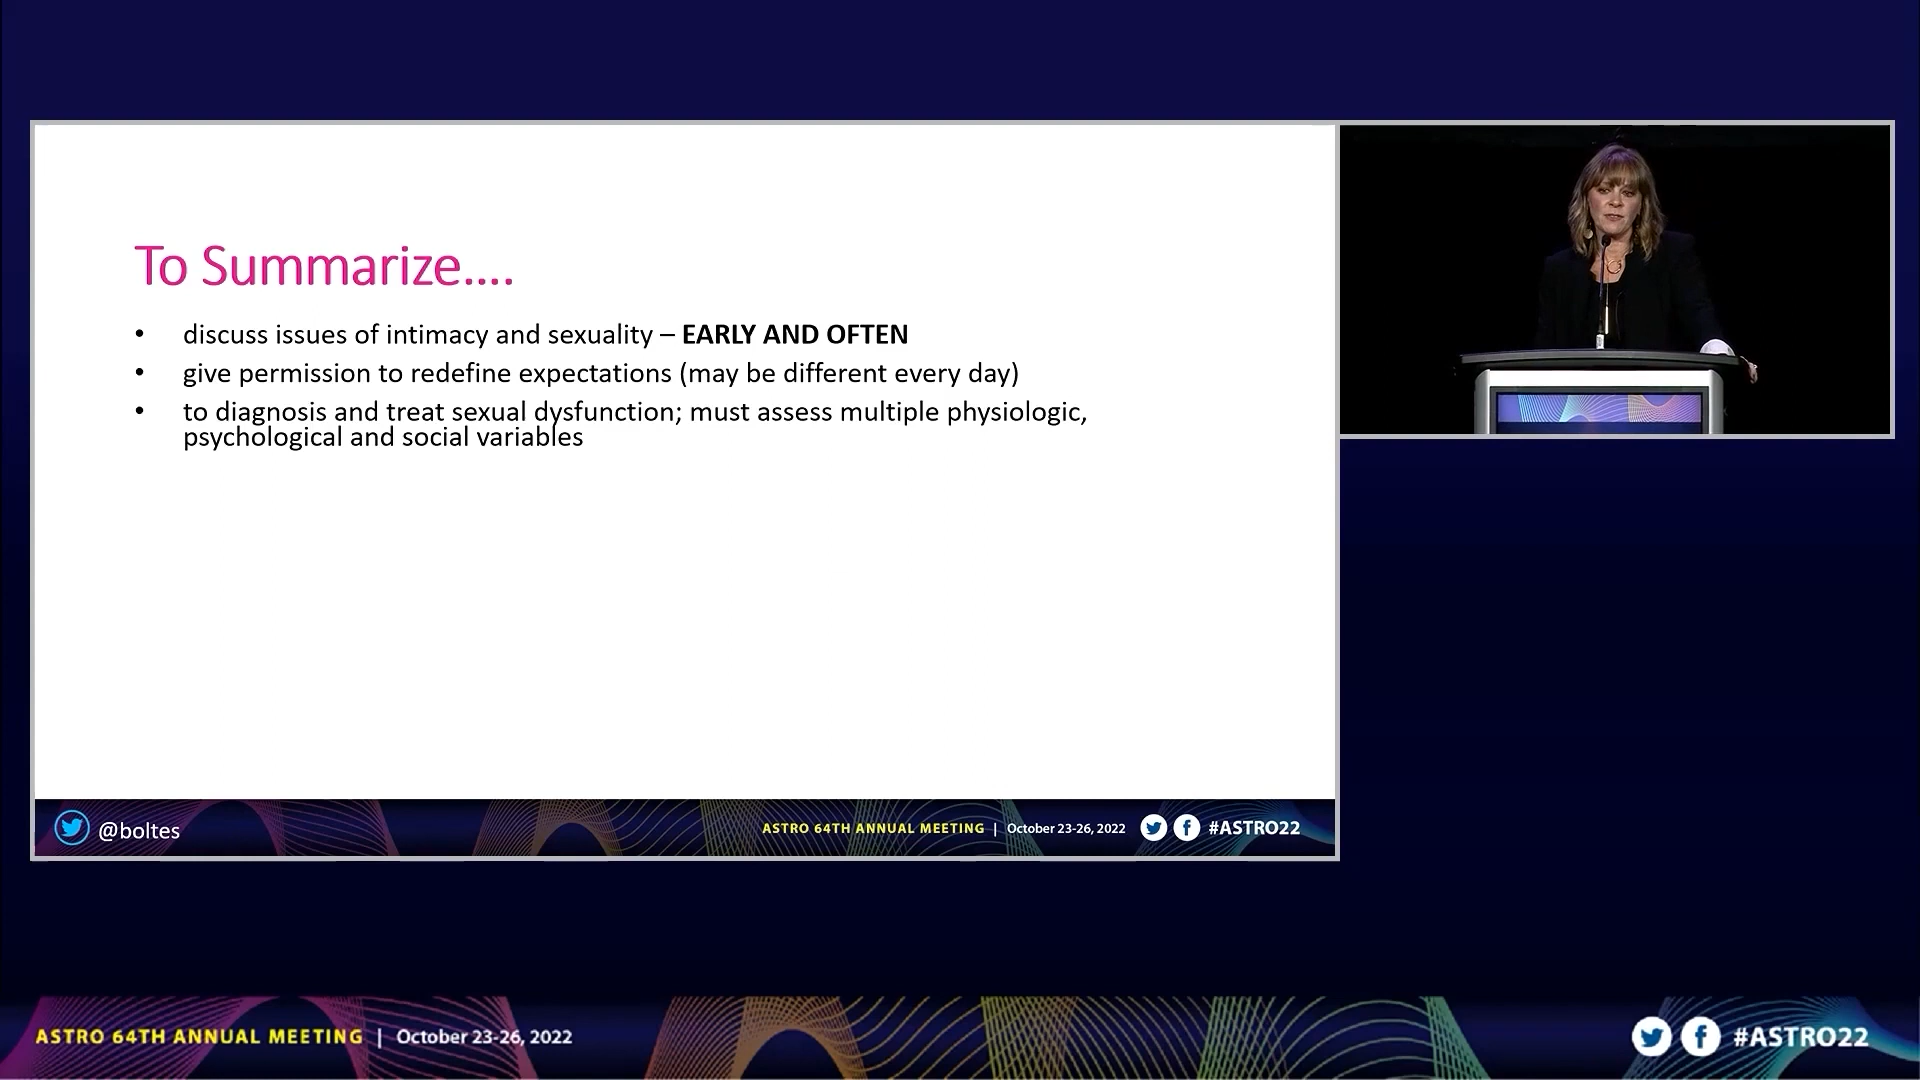 To Summarize....
• discuss issues of intimacy and sexuality – EARLY AND OFTEN
• give permission to redefine expectations (may be different every day)
• to diagnosis and treat sexual dysfunction; must assess multiple physiologic,
psychological and social variables
@boltes
ASTRO 64TH ANNUAL MEETING | October 23-26, 2022 #ASTRO22
ASTRO 64TH ANNUAL MEETING | October 23-26, 2022 #ASTRO22